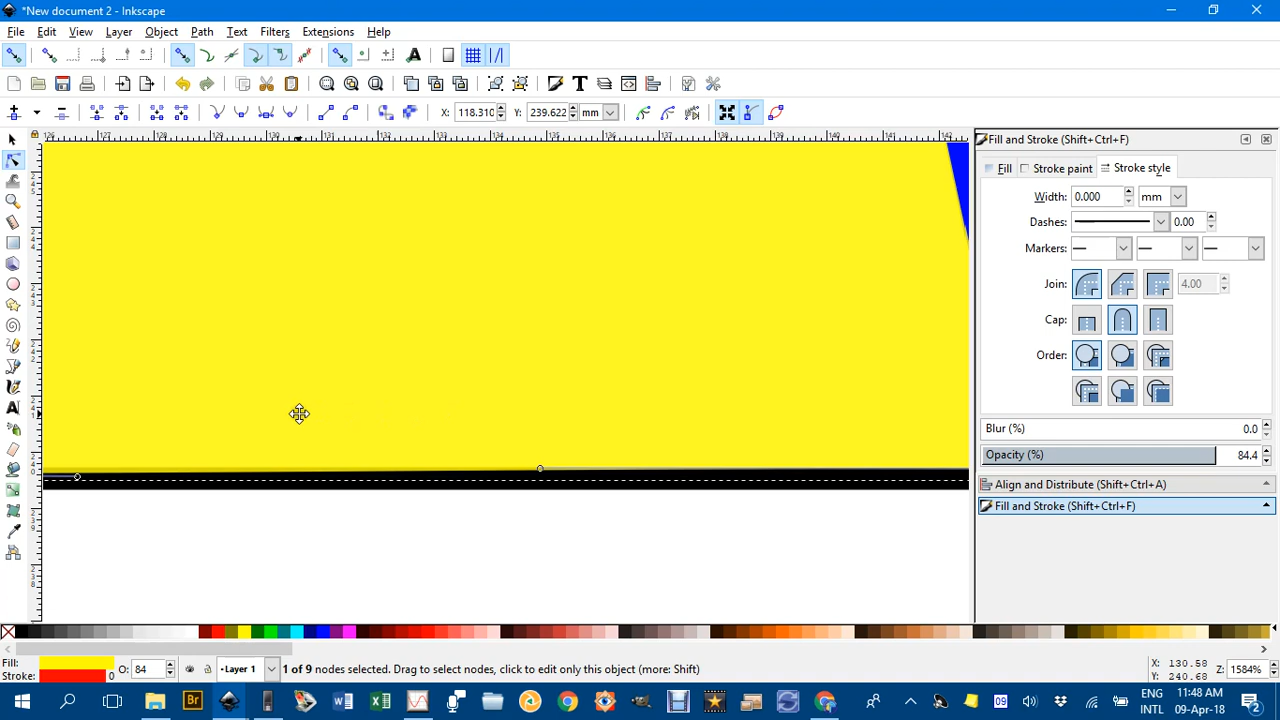 *New document 2 - Inkscape
File Edit View Layer Object Path Text Filters Extensions Help
X: 118.310 Y: 239.622 mm
Fill and Stroke (Shift+Ctrl+F)
Fill Stroke paint Stroke style
Width: 0.000 mm
Dashes: 0.00
Markers:
Join: 4.00
Cap:
Order:
Blur (%) 0.0
Opacity (%) 84.4
Align and Distribute (Shift+Ctrl+A)
Fill and Stroke (Shift+Ctrl+F)
Fill:
Stroke: 0
O: 84
Layer 1
1 of 9 nodes selected. Drag to select nodes, click to edit only this object (more: Shift)
X: 130.58
Y: 240.68
1584%
Br
09
ENG
INTL
11:48 AM
09-Apr-18
2